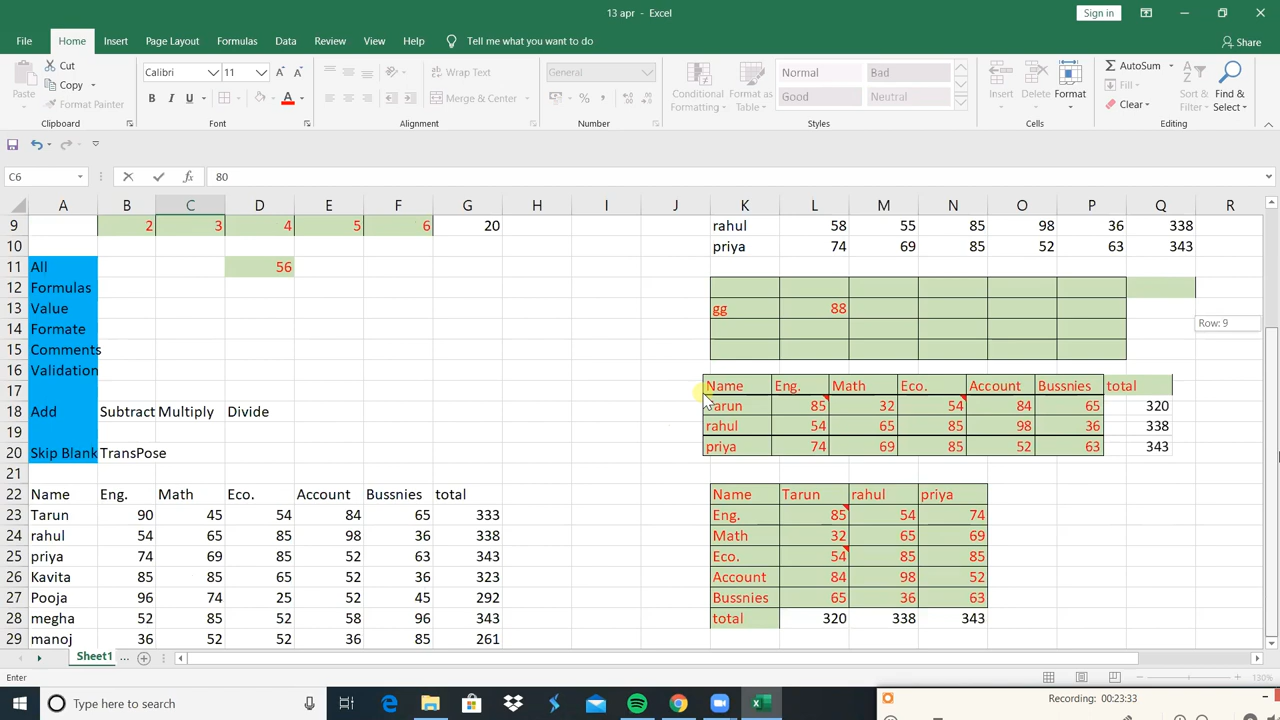 13 apr - Excel
Sign in
File Home Insert Page Layout Formulas Data Review View Help Tell me what you want to do
Share
Paste
Cut
Copy
Format Painter
Clipboard
Calibri 11 A A
B I U A
Font
Wrap Text
Merge & Center
Alignment
General
% ,
Number
Conditional Formatting
Format as Table
Normal Bad
Good Neutral
Styles
Insert Delete Format
Cells
AutoSum
Fill
Clear
Sort & Filter
Find & Select
Editing
C6 fx 80
A B C D E F G H I J K L M N O P Q R
9 2 3 4 5 6 20 rahul 58 55 85 98 36 338
10 priya 74 69 85 52 63 343
11 All 56
12 Formulas
13 Value gg 88
Row: 9
14 Formate
15 Comments
16 Validation
17 Name Eng. Math Eco. Account Bussnies total
18 Add Subtract Multiply Divide Tarun 85 32 54 84 65 320
19 rahul 54 65 85 98 36 338
20 Skip Blank TransPose priya 74 69 85 52 63 343
21
22 Name Eng. Math Eco. Account Bussnies total Name Tarun rahul priya
23 Tarun 90 45 54 84 65 333 Eng. 85 54 74
24 rahul 54 65 85 98 36 338 Math 32 65 69
25 priya 74 69 85 52 63 343 Eco. 54 85 85
26 Kavita 85 85 65 52 36 323 Account 84 98 52
27 Pooja 96 74 25 52 45 292 Bussnies 65 36 63
28 megha 52 85 52 58 96 343 total 320 338 343
29 manoj 36 52 52 36 85 261
Sheet1 ...
Enter
130%
Type here to search
Recording: 00:23:33